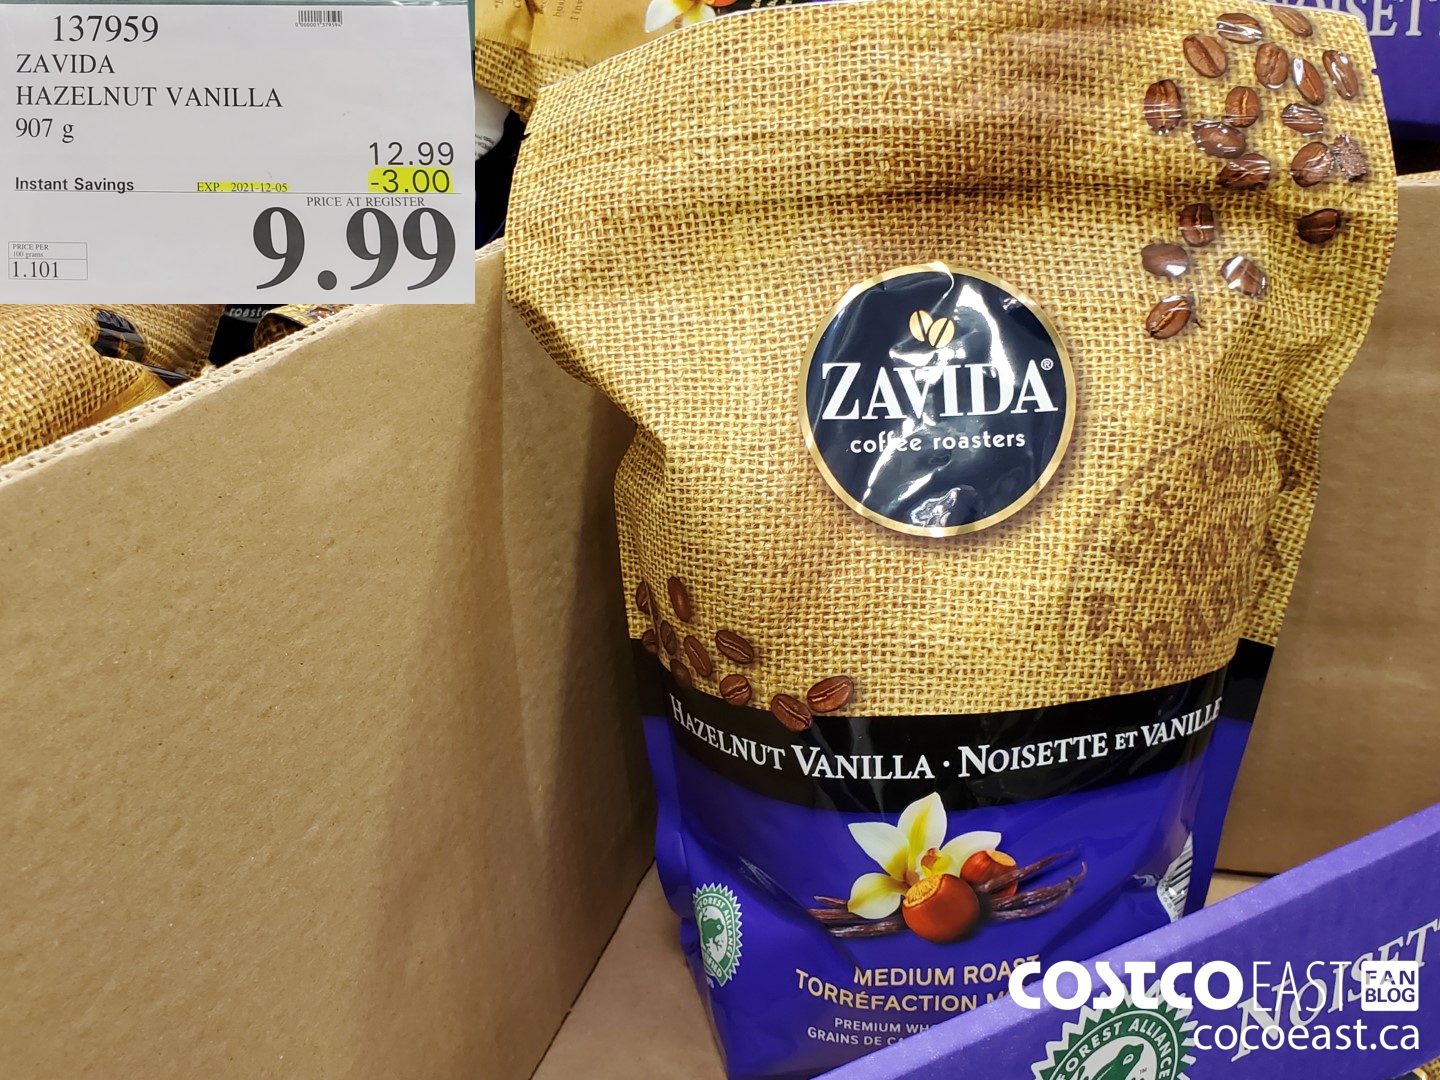 137959
ZAVIDA
HAZELNUT VANILLA
907 g
12.99
Instant Savings EXP. 2021-12-05 -3.00
PRICE AT REGISTER
9.99
PRICE PER
100 grams
1.101
ZAVIDA®
coffee roasters
HAZELNUT VANILLA · NOISETTE ET VANILLE
MEDIUM ROAST
TORRÉFACTION
PREMIUM
GRAINS DE
COSTCO EAST FAN BLOG
cocoeast.ca